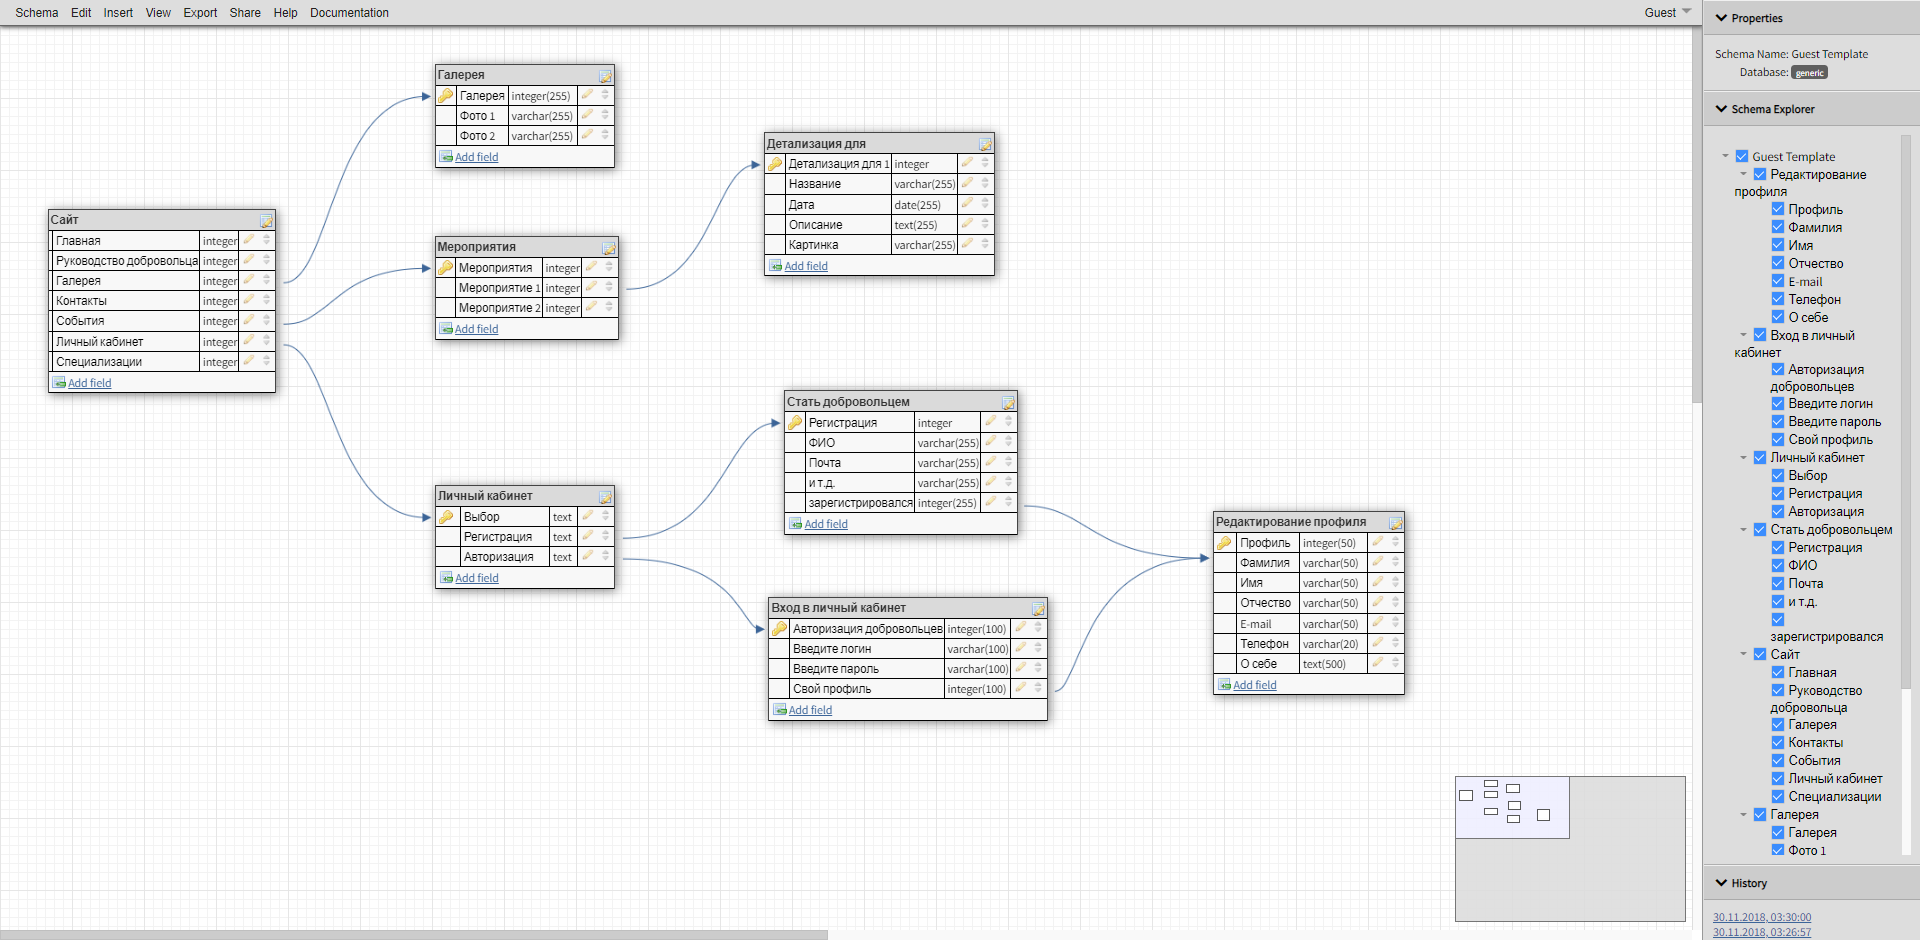 Schema Edit Insert View Export Share Help Documentation
Guest
Галерея
Галерея integer(255)
Фото 1 varchar(255)
Фото 2 varchar(255)
Add field
Детализация для
Детализация для 1 integer
Название varchar(255)
Дата date(255)
Описание text(255)
Картинка varchar(255)
Add field
Сайт
Главная integer
Руководство добровольца integer
Галерея integer
Контакты integer
События integer
Личный кабинет integer
Специализации integer
Add field
Мероприятия
Мероприятия integer
Мероприятие 1 integer
Мероприятие 2 integer
Add field
Стать добровольцем
Регистрация integer
ФИО varchar(255)
Почта varchar(255)
и т.д. varchar(255)
зарегистрировался integer(255)
Add field
Личный кабинет
Выбор text
Регистрация text
Авторизация text
Add field
Редактирование профиля
Профиль integer(50)
Фамилия varchar(50)
Имя varchar(50)
Отчество varchar(50)
E-mail varchar(50)
Телефон varchar(20)
О себе text(500)
Add field
Вход в личный кабинет
Авторизация добровольцев integer(100)
Введите логин varchar(100)
Введите пароль varchar(100)
Свой профиль integer(100)
Add field
Properties
Schema Name: Guest Template
Database: generic
Schema Explorer
Guest Template
Редактирование
профиля
Профиль
Фамилия
Имя
Отчество
E-mail
Телефон
О себе
Вход в личный
кабинет
Авторизация
добровольцев
Введите логин
Введите пароль
Свой профиль
Личный кабинет
Выбор
Регистрация
Авторизация
Стать добровольцем
Регистрация
ФИО
Почта
и т.д.
зарегистрировался
Сайт
Главная
Руководство
добровольца
Галерея
Контакты
События
Личный кабинет
Специализации
Галерея
Галерея
Фото 1
History
30.11.2018, 03:30:00
30.11.2018, 03:26:57